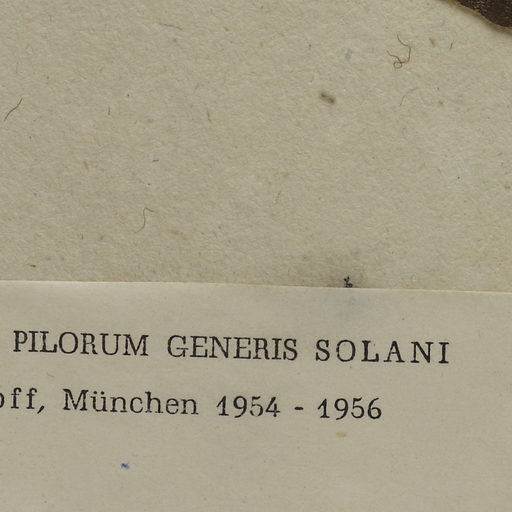 PILORUM GENERIS SOLANI
off, München 1954 - 1956